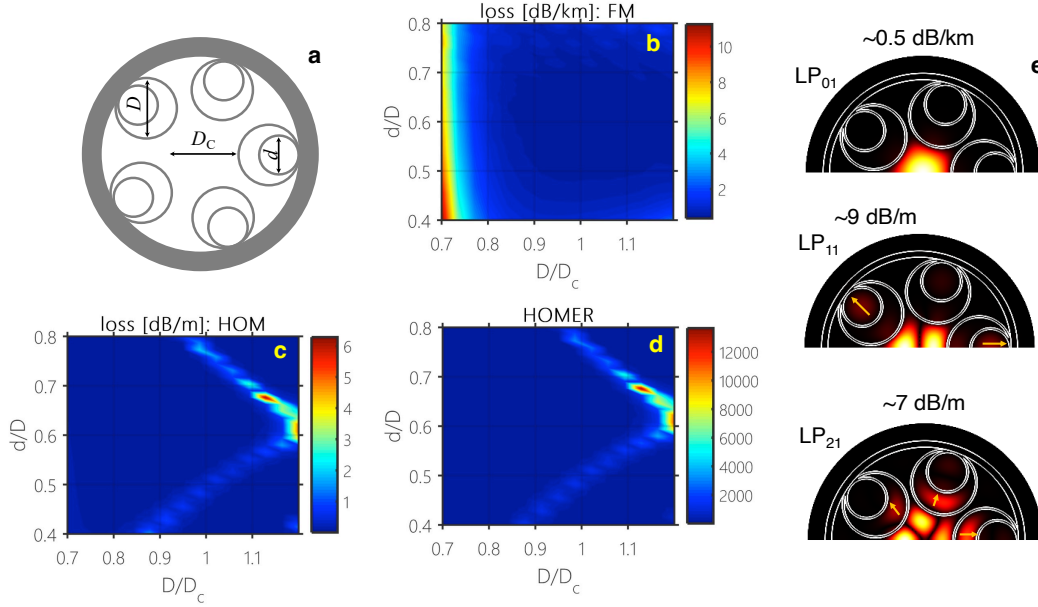 a
D
D_C
d
loss [dB/km]: FM
b
0.8
0.7
0.6
0.5
0.4
d/D
0.7
0.8
0.9
1
1.1
D/D_c
10
8
6
4
2
loss [dB/m]; HOM
c
0.8
0.7
0.6
0.5
0.4
d/D
0.7
0.8
0.9
1
1.1
D/D_c
6
5
4
3
2
1
HOMER
d
0.8
0.7
0.6
0.5
0.4
d/D
0.7
0.8
0.9
1
1.1
D/D_c
12000
10000
8000
6000
4000
2000
~0.5 dB/km
e
LP_01
~9 dB/m
LP_11
~7 dB/m
LP_21